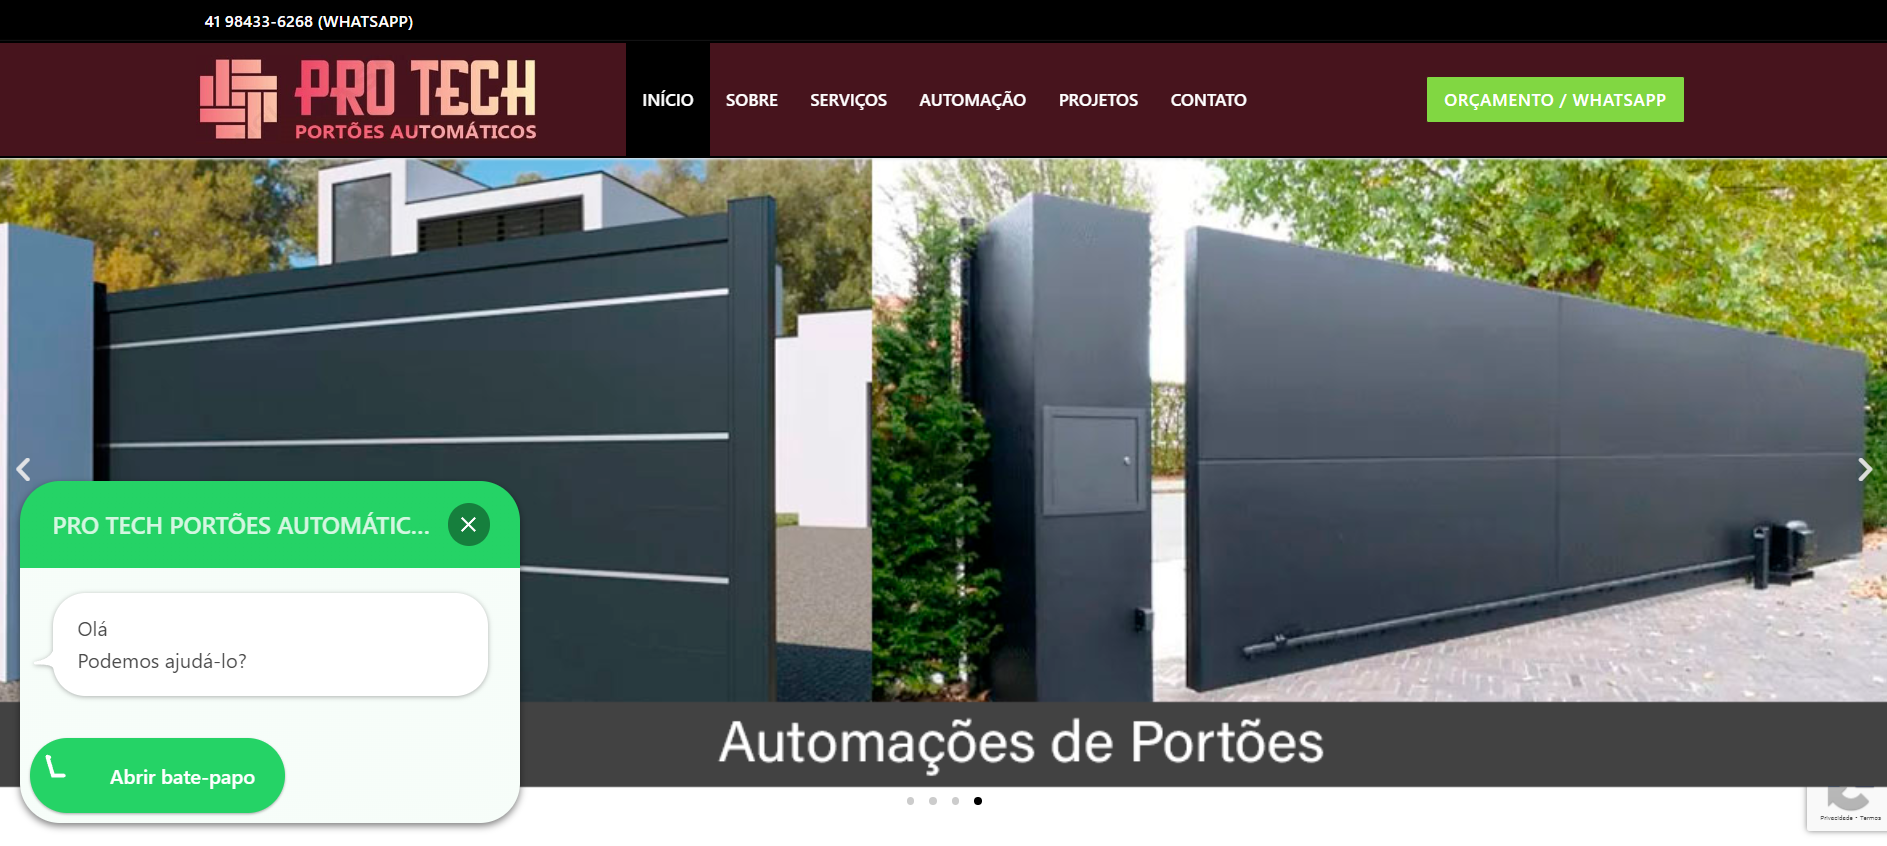 41 98433-6268 (WHATSAPP)
PRO TECH
PORTÕES AUTOMÁTICOS
INÍCIO
SOBRE
SERVIÇOS
AUTOMAÇÃO
PROJETOS
CONTATO
ORÇAMENTO / WHATSAPP
PRO TECH PORTÕES AUTOMÁTIC...
Olá
Podemos ajudá-lo?
Abrir bate-papo
Automações de Portões
Privacidade - Termos